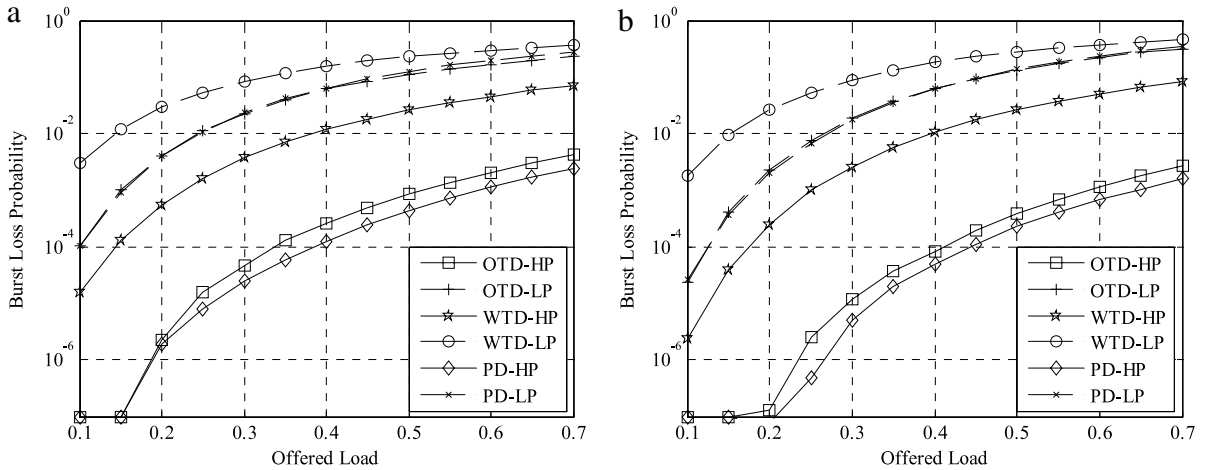 a
10^0
10^-2
10^-4
10^-6
Burst Loss Probability
OTD-HP
OTD-LP
WTD-HP
WTD-LP
PD-HP
PD-LP
0.1 0.2 0.3 0.4 0.5 0.6 0.7
Offered Load
b
10^0
10^-2
10^-4
10^-6
Burst Loss Probability
OTD-HP
OTD-LP
WTD-HP
WTD-LP
PD-HP
PD-LP
0.1 0.2 0.3 0.4 0.5 0.6 0.7
Offered Load